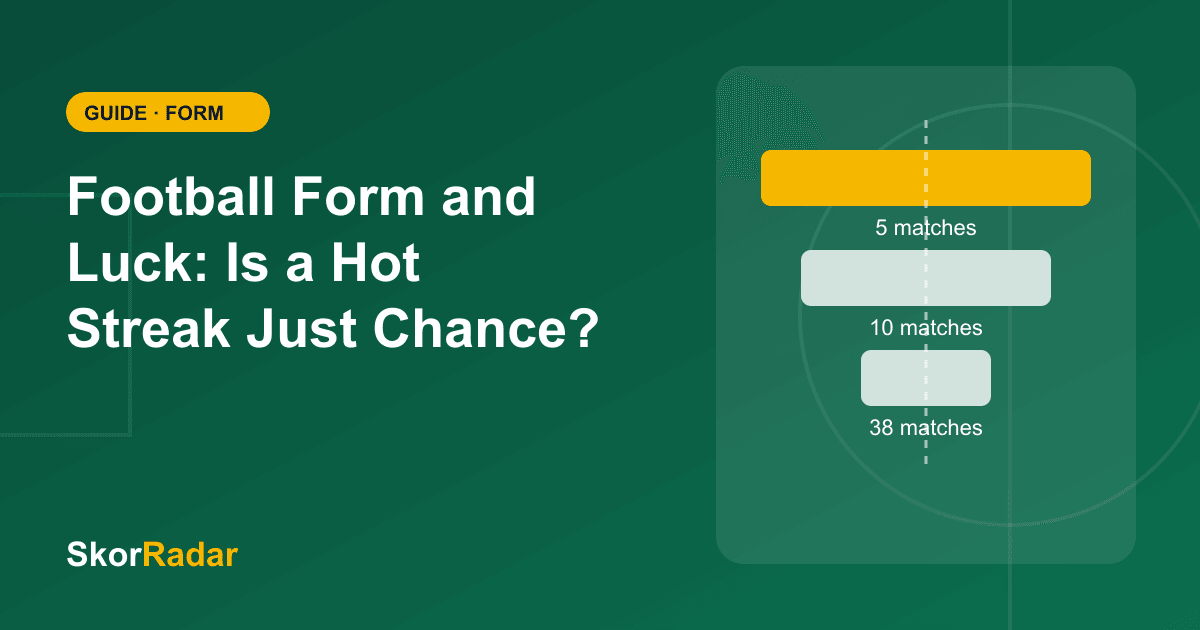 GUIDE · FORM
Football Form and
Luck: Is a Hot
Streak Just Chance?
5 matches
10 matches
38 matches
SkorRadar